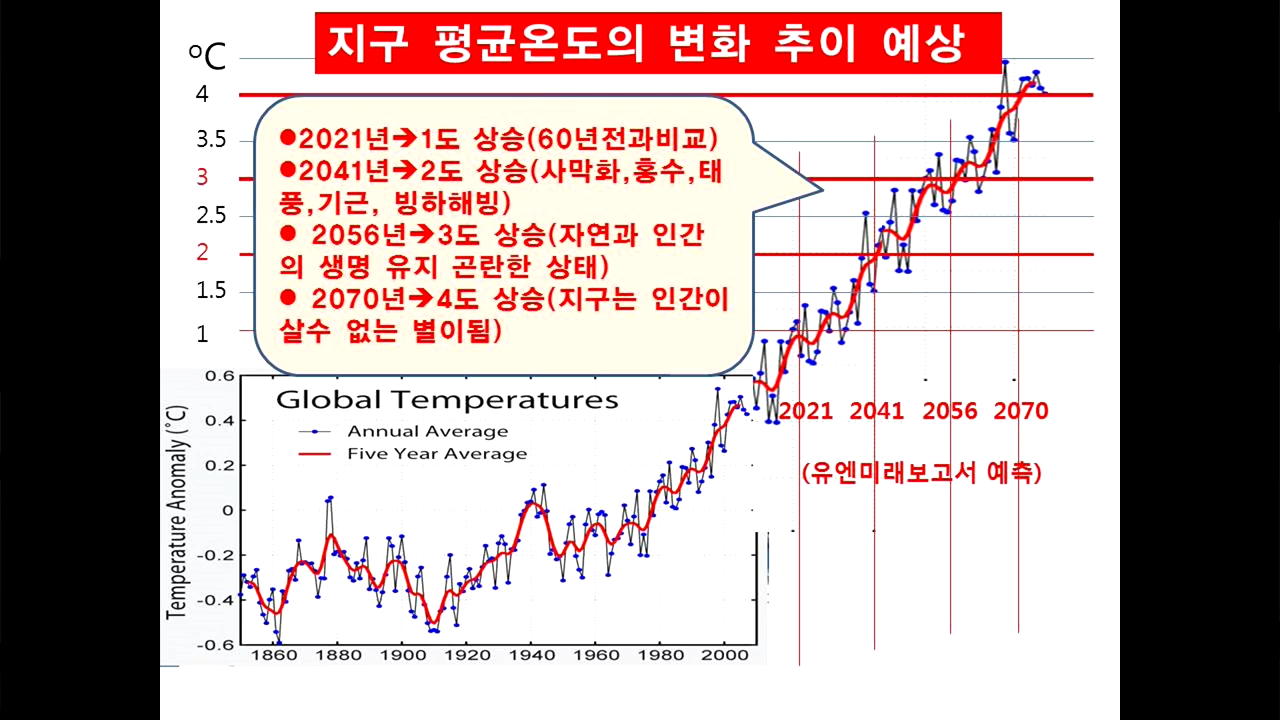 지구 평균온도의 변화 추이 예상
℃
4
3.5
3
2.5
2
1.5
1
●2021년→1도 상승(60년전과비교)
●2041년→2도 상승(사막화,홍수,태
풍,기근, 빙하해빙)
● 2056년→3도 상승(자연과 인간
의 생명 유지 곤란한 상태)
● 2070년→4도 상승(지구는 인간이
살수 없는 별이됨)
2021 2041 2056 2070
(유엔미래보고서 예측)
Global Temperatures
Annual Average
Five Year Average
Temperature Anomaly (°C)
0.6
0.4
0.2
0
-0.2
-0.4
-0.6
1860 1880 1900 1920 1940 1960 1980 2000